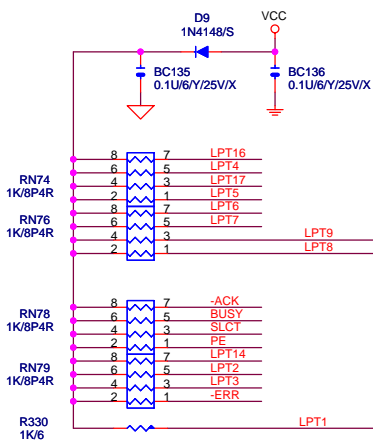 D9
1N4148/S
VCC
BC135
0.1U/6/Y/25V/X
BC136
0.1U/6/Y/25V/X
8 7 LPT16
6 5 LPT4
RN74
1K/8P4R
4 3 LPT17
2 1 LPT5
8 7 LPT6
RN76
1K/8P4R
6 5 LPT7
4 3 LPT9
2 1 LPT8
8 7 -ACK
RN78
1K/8P4R
6 5 BUSY
4 3 SLCT
2 1 PE
8 7 LPT14
RN79
1K/8P4R
6 5 LPT2
4 3 LPT3
2 1 -ERR
R330
1K/6
LPT1